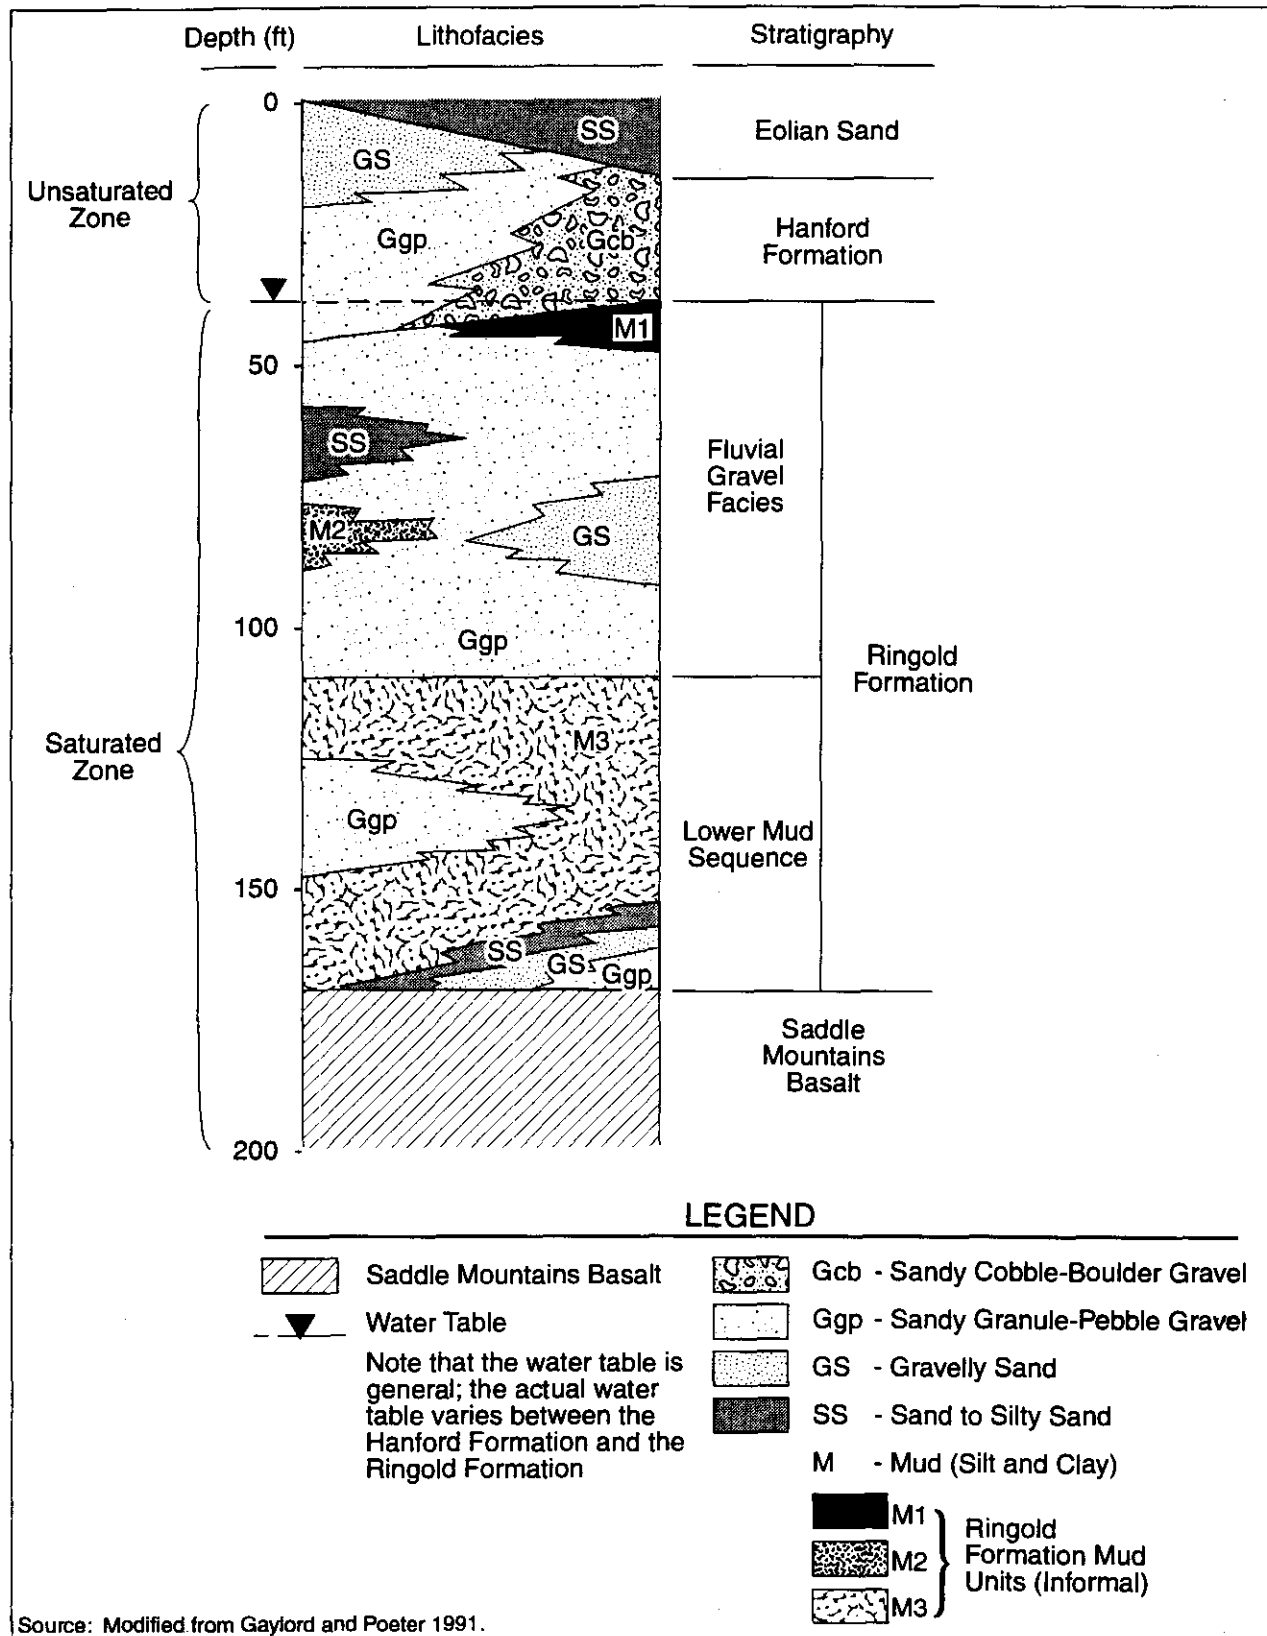 Depth (ft)
Lithofacies
Stratigraphy
0
SS
Eolian Sand
GS
Unsaturated
Zone
Ggp
Gcb
Hanford
Formation
M1
50
SS
Fluvial
Gravel
Facies
M2
GS
100
Ggp
Ringold
Formation
M3
Saturated
Zone
Ggp
Lower Mud
Sequence
150
SS
GS
Ggp
Saddle
Mountains
Basalt
200
LEGEND
Saddle Mountains Basalt
Water Table
Note that the water table is
general; the actual water
table varies between the
Hanford Formation and the
Ringold Formation
Gcb - Sandy Cobble-Boulder Gravel
Ggp - Sandy Granule-Pebble Gravel
GS - Gravelly Sand
SS - Sand to Silty Sand
M - Mud (Silt and Clay)
M1
M2
M3
Ringold
Formation Mud
Units (Informal)
Source: Modified from Gaylord and Poeter 1991.